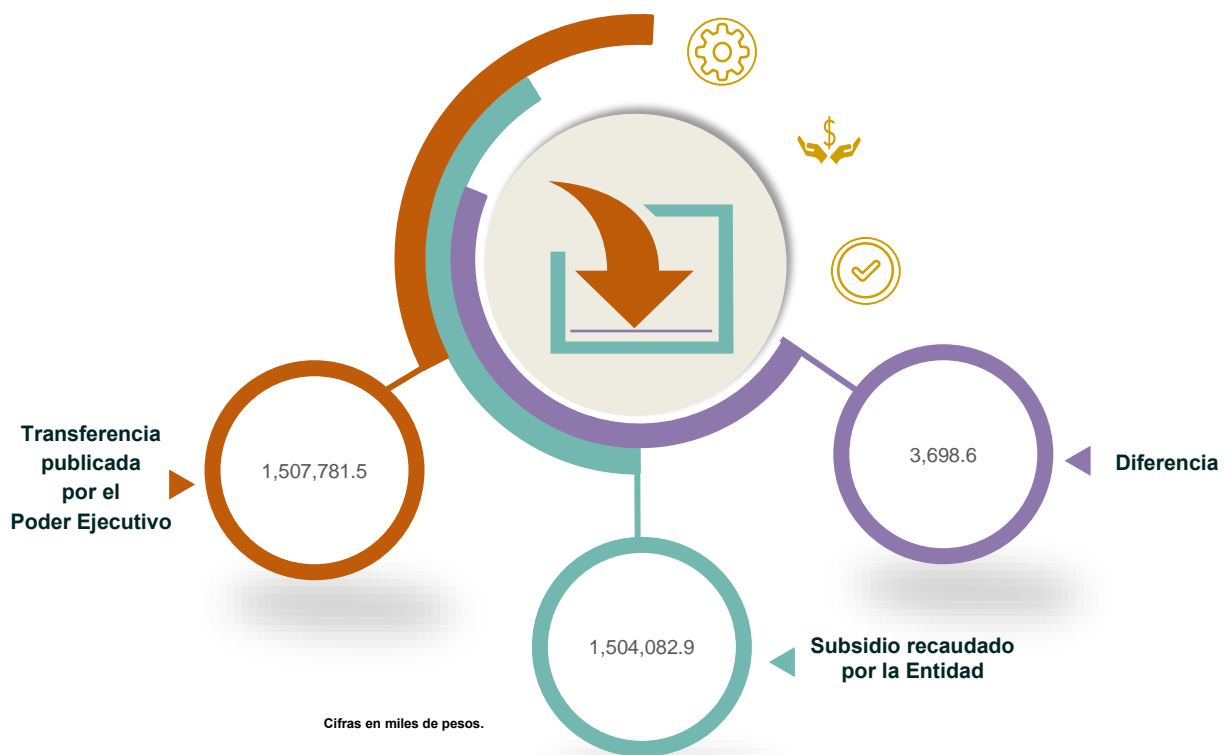 Transferencia
publicada
por el
Poder Ejecutivo
1,507,781.5
3,698.6
Diferencia
1,504,082.9
Subsidio recaudado
por la Entidad
Cifras en miles de pesos.
$